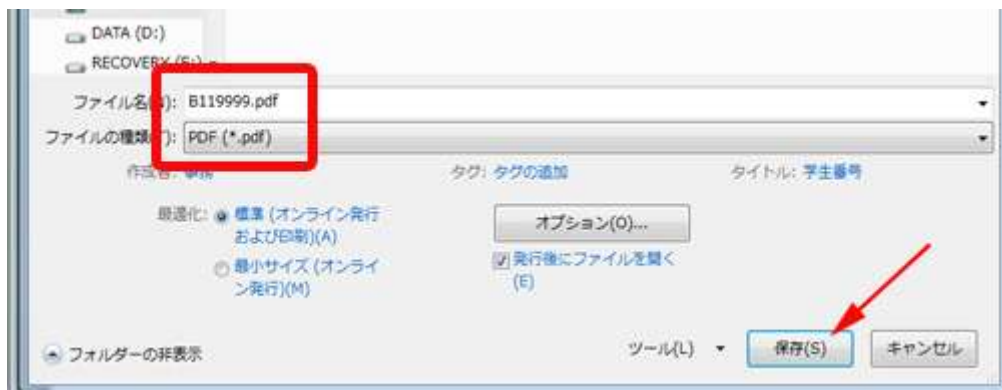 DATA (D:)
RECOVERY (E:)
ファイル名(N): B119999.pdf
ファイルの種類(T): PDF (*.pdf)
作成者: 事務 タグ: タグの追加 タイトル: 学生番号
最適化: 標準 (オンライン発行 オプション(O)...
および印刷)(A)
発行後にファイルを開く
最小サイズ (オンライ (E)
ン発行)(M)
フォルダーの非表示 ツール(L) 保存(S) キャンセル